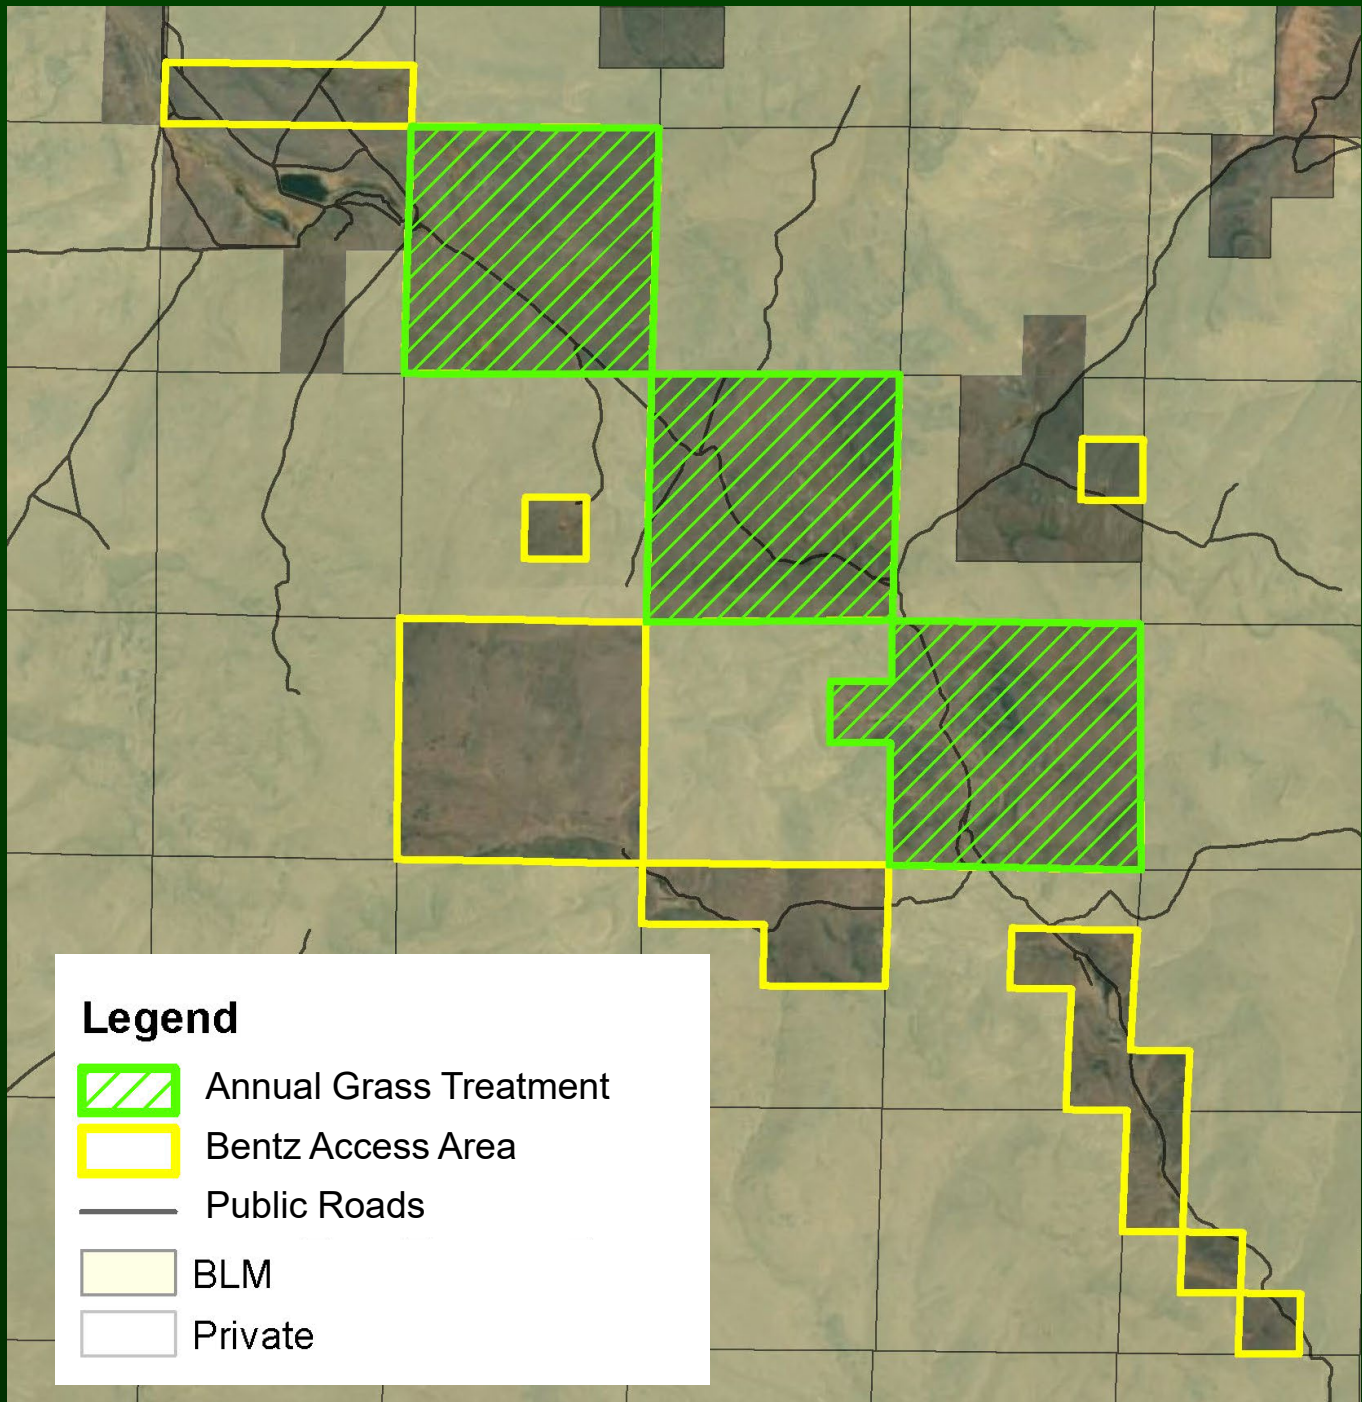 Legend
Annual Grass Treatment
Bentz Access Area
Public Roads
BLM
Private